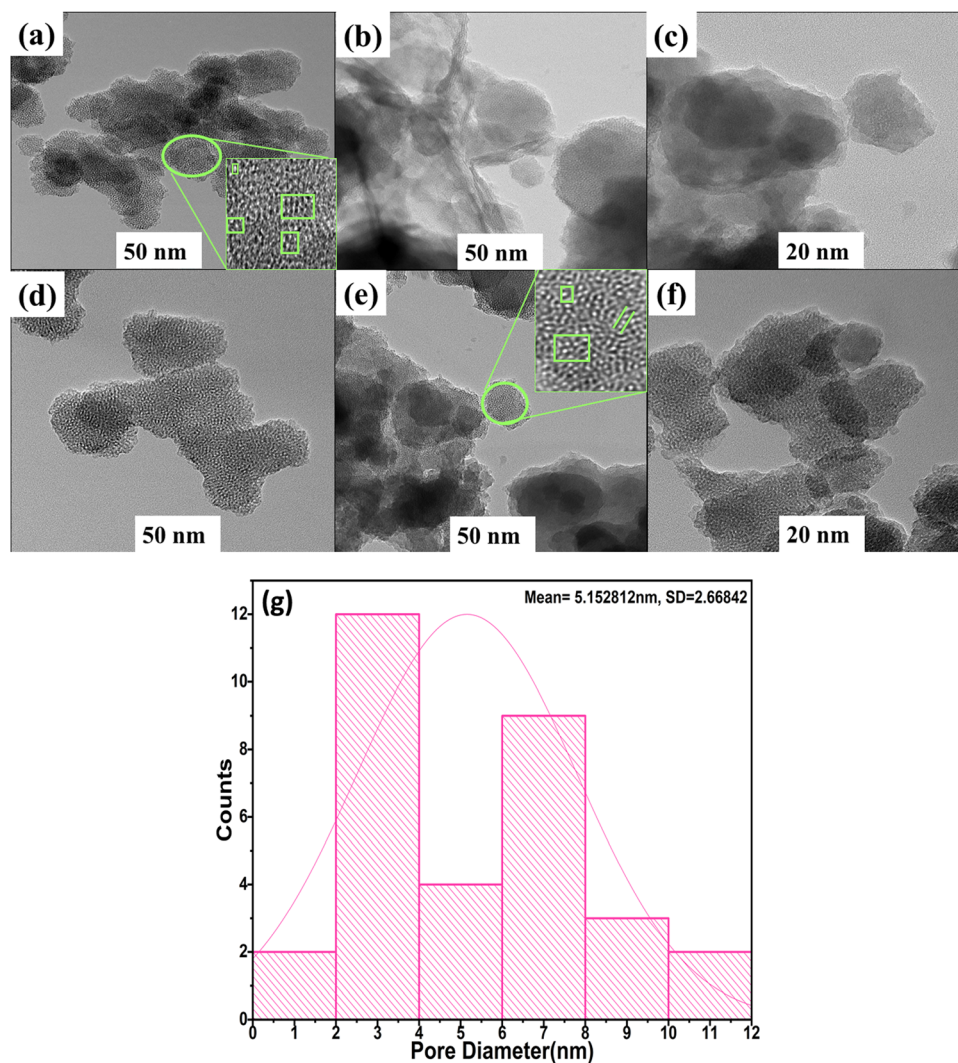 (a) (b) (c)
50 nm 50 nm 20 nm
(d) (e) (f)
50 nm 50 nm 20 nm
(g) Mean= 5.152812nm, SD=2.66842
12
10
8
6
4
2
0
Counts
0 1 2 3 4 5 6 7 8 9 10 11 12
Pore Diameter(nm)